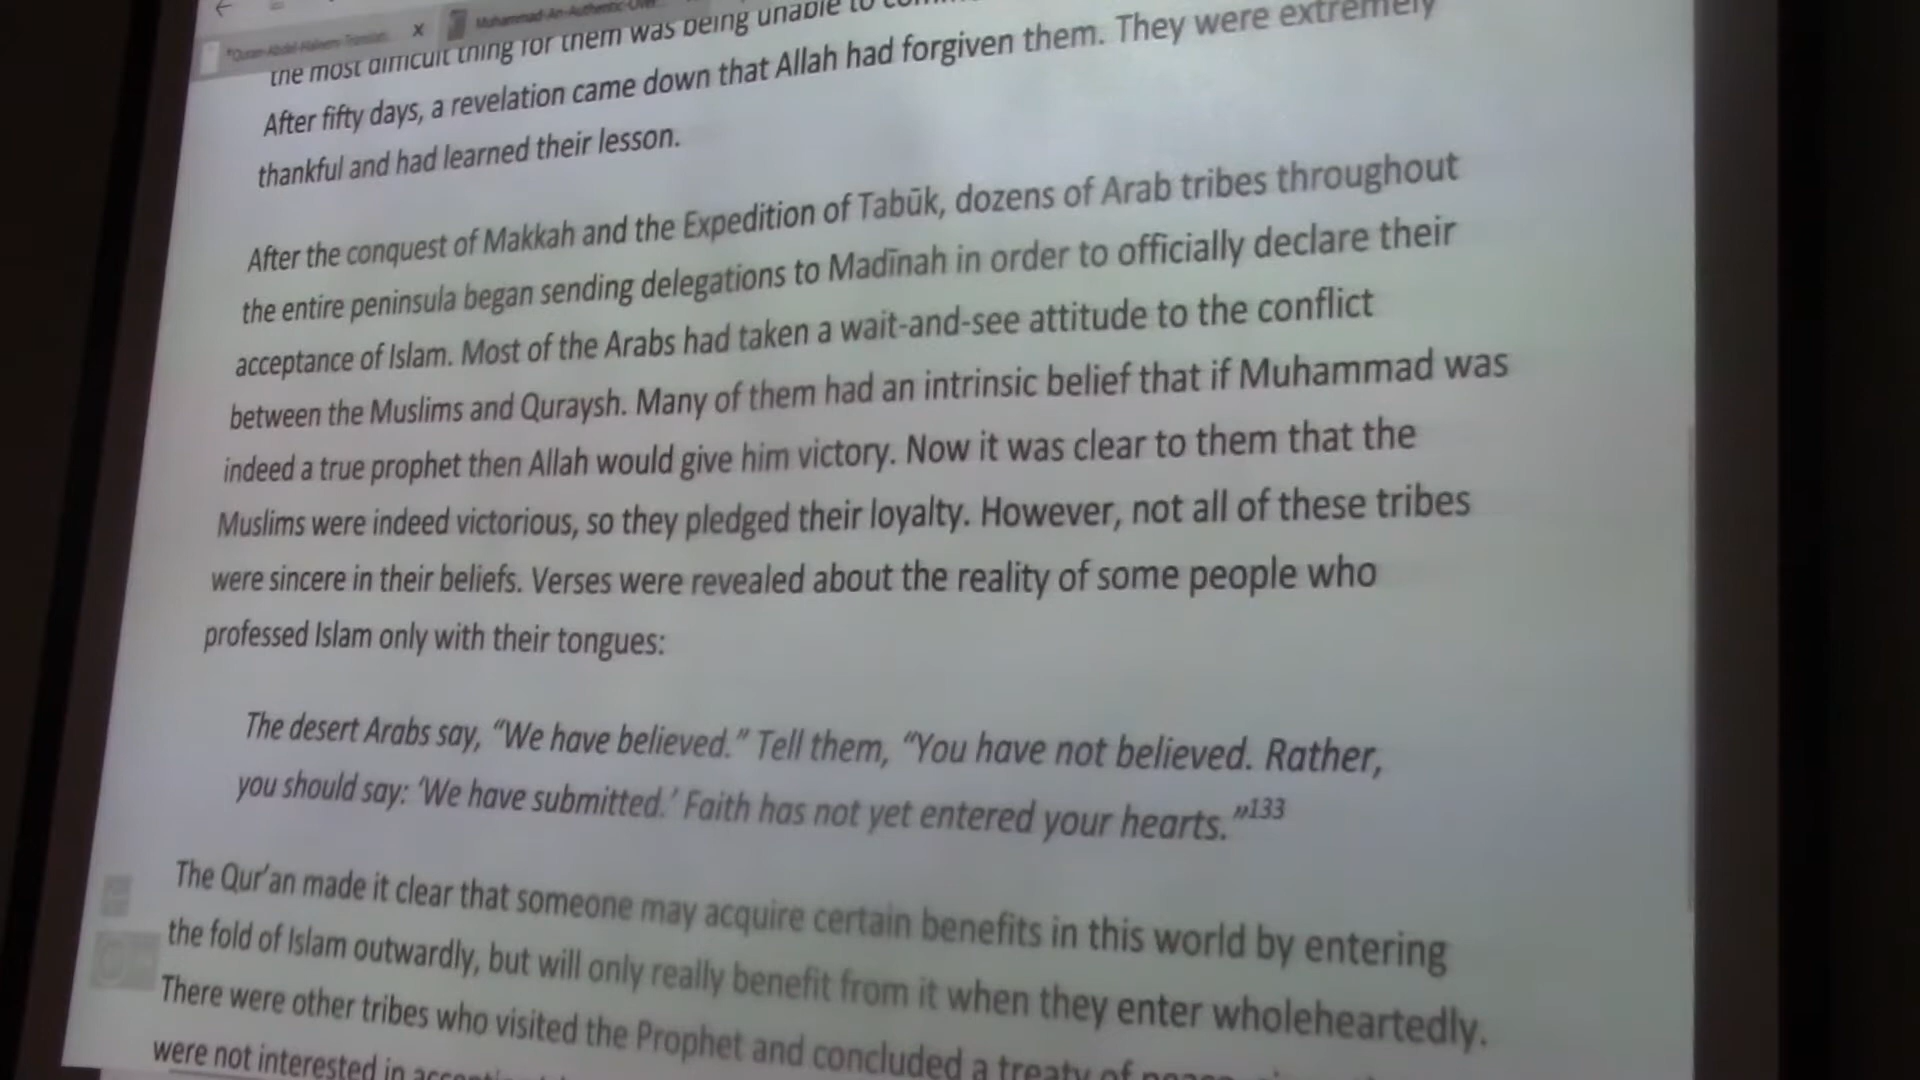 Muhammad-An-Authentic-
the most difficult thing for them was being unable to
After fifty days, a revelation came down that Allah had forgiven them. They were extremely
thankful and had learned their lesson.
After the conquest of Makkah and the Expedition of Tabūk, dozens of Arab tribes throughout
the entire peninsula began sending delegations to Madīnah in order to officially declare their
acceptance of Islam. Most of the Arabs had taken a wait-and-see attitude to the conflict
between the Muslims and Quraysh. Many of them had an intrinsic belief that if Muhammad was
indeed a true prophet then Allah would give him victory. Now it was clear to them that the
Muslims were indeed victorious, so they pledged their loyalty. However, not all of these tribes
were sincere in their beliefs. Verses were revealed about the reality of some people who
professed Islam only with their tongues:
The desert Arabs say, “We have believed.” Tell them, “You have not believed. Rather,
you should say: ‘We have submitted.’ Faith has not yet entered your hearts.”133
The Qur’an made it clear that someone may acquire certain benefits in this world by entering
the fold of Islam outwardly, but will only really benefit from it when they enter wholeheartedly.
There were other tribes who visited the Prophet and concluded a treaty of
were not interested in